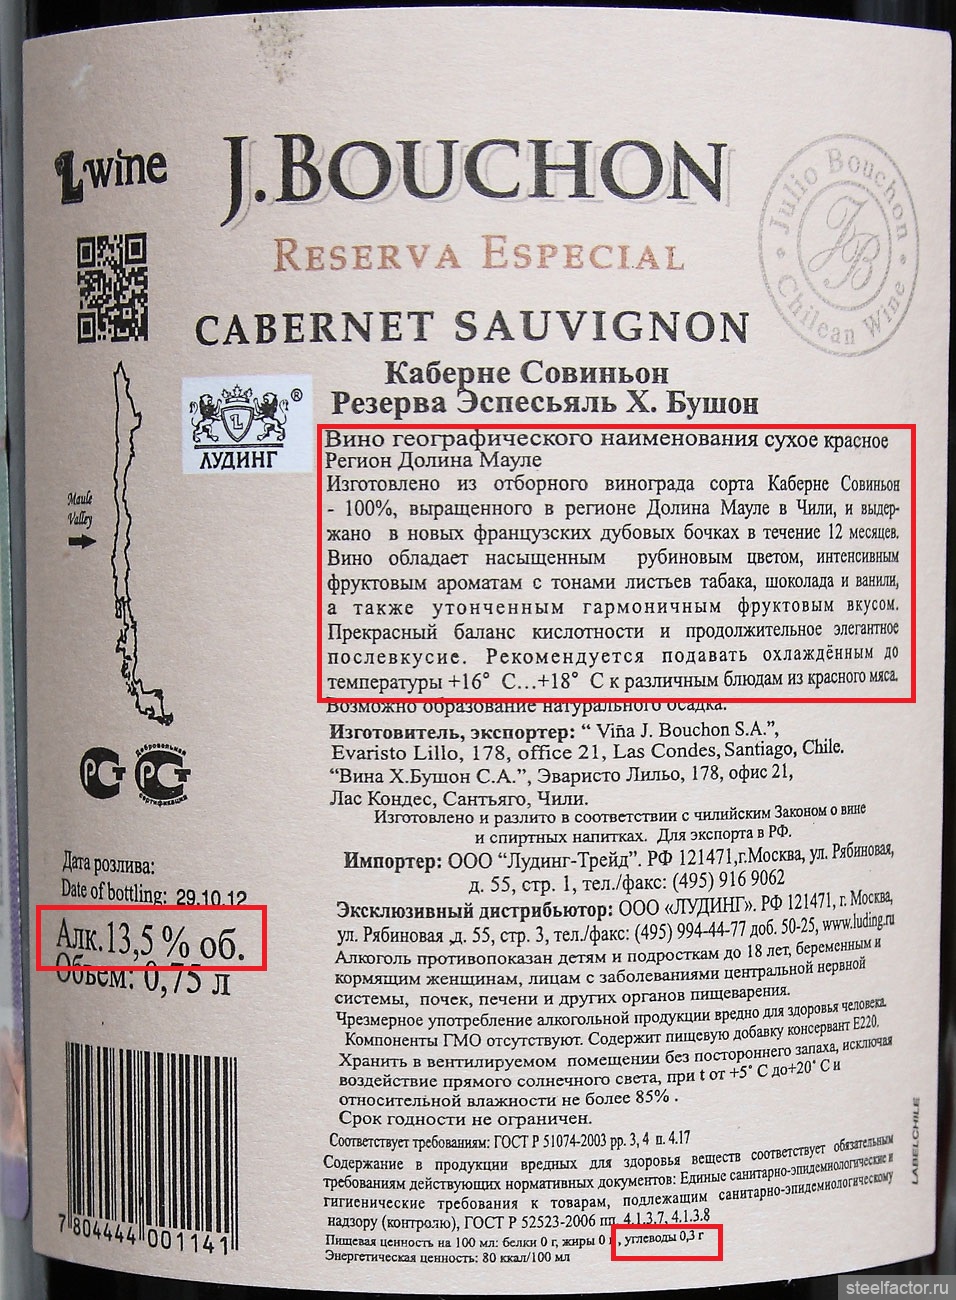 L-wine
J. BOUCHON
RESERVA ESPECIAL
Julio Bouchon
JB
Chilean Wine
CABERNET SAUVIGNON
Каберне Совиньон
Резерва Эспесьяль Х. Бушон
®
L
ЛУДИНГ
Вино географического наименования сухое красное
Регион Долина Мауле
Изготовлено из отборного винограда сорта Каберне Совиньон
- 100%, выращенного в регионе Долина Мауле в Чили, и выдер-
жано в новых французских дубовых бочках в течение 12 месяцев.
Вино обладает насыщенным рубиновым цветом, интенсивным
фруктовым ароматам с тонами листьев табака, шоколада и ванили,
а также утонченным гармоничным фруктовым вкусом.
Прекрасный баланс кислотности и продолжительное элегантное
послевкусие. Рекомендуется подавать охлаждённым до
температуры +16° С…+18° С к различным блюдам из красного мяса.
Возможно образование натурального осадка.
Maule
Valley
Изготовитель, экспортер: “ Viña J. Bouchon S.A.”,
Evaristo Lillo, 178, office 21, Las Condes, Santiago, Chile.
“Вина Х.Бушон С.А.”, Эваристо Лильо, 178, офис 21,
Лас Кондес, Сантьяго, Чили.
Изготовлено и разлито в соответствии с чилийский Законом о вине
и спиртных напитках. Для экспорта в РФ.
РСТ
Добровольная
РСТ
сертификация
Импортер: ООО “Лудинг-Трейд”. РФ 121471,г.Москва, ул. Рябиновая,
д. 55, стр. 1, тел./факс: (495) 916 9062
Эксклюзивный дистрибьютор: ООО «ЛУДИНГ». РФ 121471, г. Москва,
ул. Рябиновая ,д. 55, стр. 3, тел./факс: (495) 994-44-77 доб. 50-25, www.luding.ru
Дата розлива:
Date of bottling: 29.10.12
Алк.13,5 % об.
Объем: 0,75 л
Алкоголь противопоказан детям и подросткам до 18 лет, беременным и
кормящим женщинам, лицам с заболеваниями центральной нервной
системы, почек, печени и других органов пищеварения.
Чрезмерное употребление алкогольной продукции вредно для здоровья человека.
Компоненты ГМО отсутствуют. Содержит пищевую добавку консервант Е220.
Хранить в вентилируемом помещении без постороннего запаха, исключая
воздействие прямого солнечного света, при t от +5° С до+20° С и
относительной влажности не более 85% .
Срок годности не ограничен.
Соответствует требованиям: ГОСТ Р 51074-2003 рр. 3, 4 п. 4.17
Содержание в продукции вредных для здоровья веществ соответствует обязательным
требованиям действующих нормативных документов: Единые санитарно-эпидемиологические и
гигиенические требования к товарам, подлежащим санитарно-эпидемиологическому
надзору (контролю), ГОСТ Р 52523-2006 пп. 4.1.3.7, 4.1.3.8
Пищевая ценность на 100 мл: белки 0 г, жиры 0 г, углеводы 0,3 г
Энергетическая ценность: 80 ккал/100 мл
7 804444 001141
LABELCHILE
steelfactor.ru